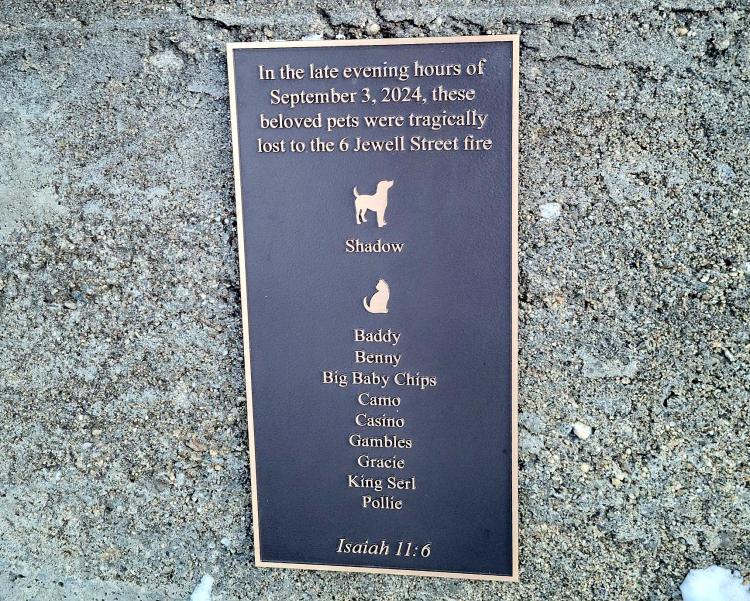 In the late evening hours of
September 3, 2024, these
beloved pets were tragically
lost to the 6 Jewell Street fire
Shadow
Baddy
Benny
Big Baby Chips
Camo
Casino
Gambles
Gracie
King Serl
Pollie
Isaiah 11:6